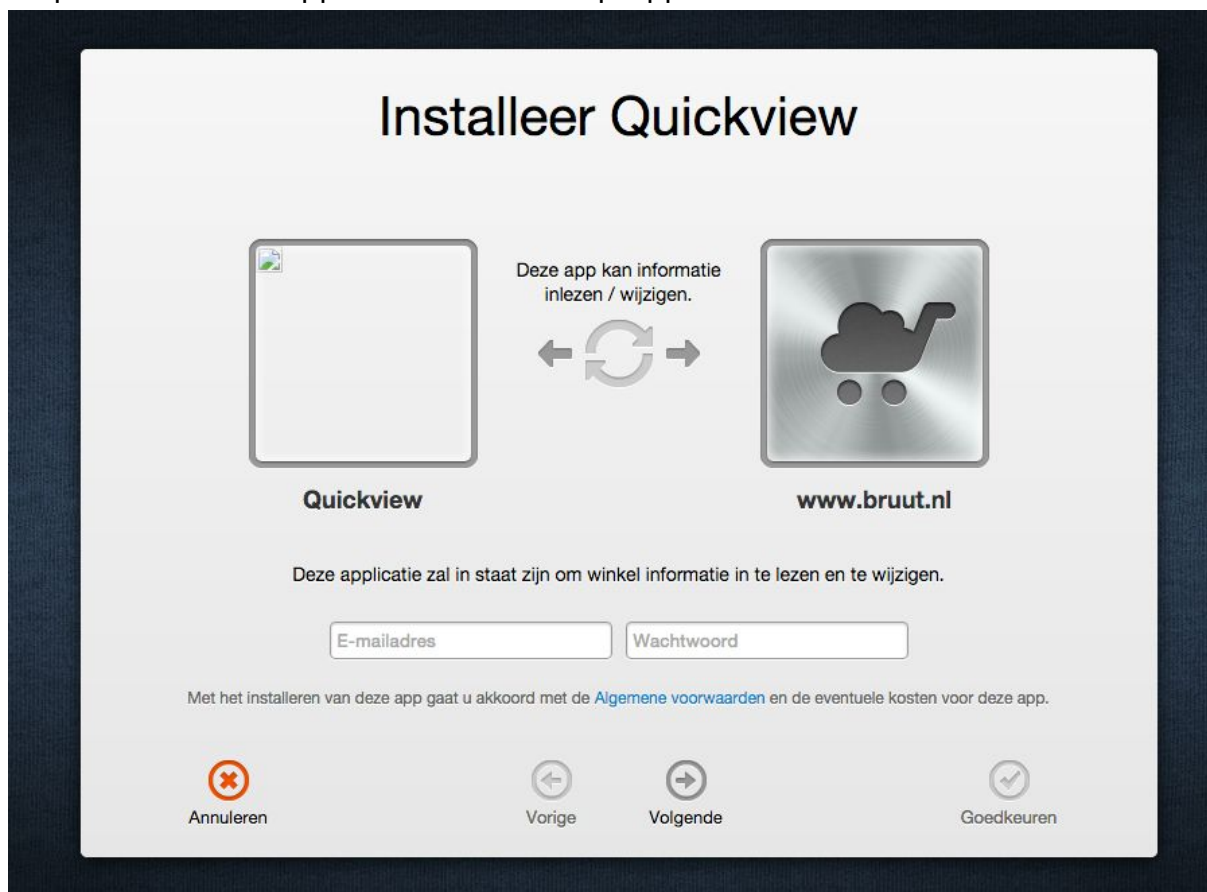 Installeer Quickview
Deze app kan informatie
inlezen / wijzigen.
Quickview
www.bruut.nl
Deze applicatie zal in staat zijn om winkel informatie in te lezen en te wijzigen.
E-mailadres
Wachtwoord
Met het installeren van deze app gaat u akkoord met de Algemene voorwaarden en de eventuele kosten voor deze app.
Annuleren
Vorige
Volgende
Goedkeuren